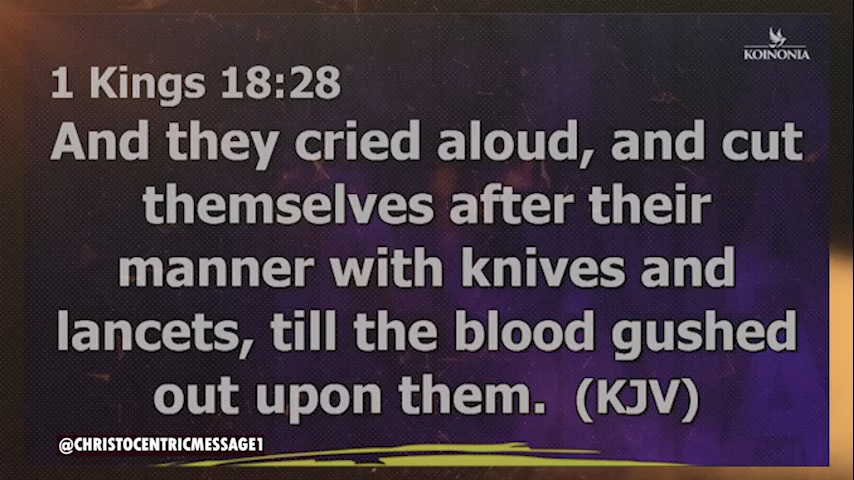 KOINONIA
1 Kings 18:28
And they cried aloud, and cut
themselves after their
manner with knives and
lancets, till the blood gushed
out upon them. (KJV)
@CHRISTOCENTRICMESSAGE1